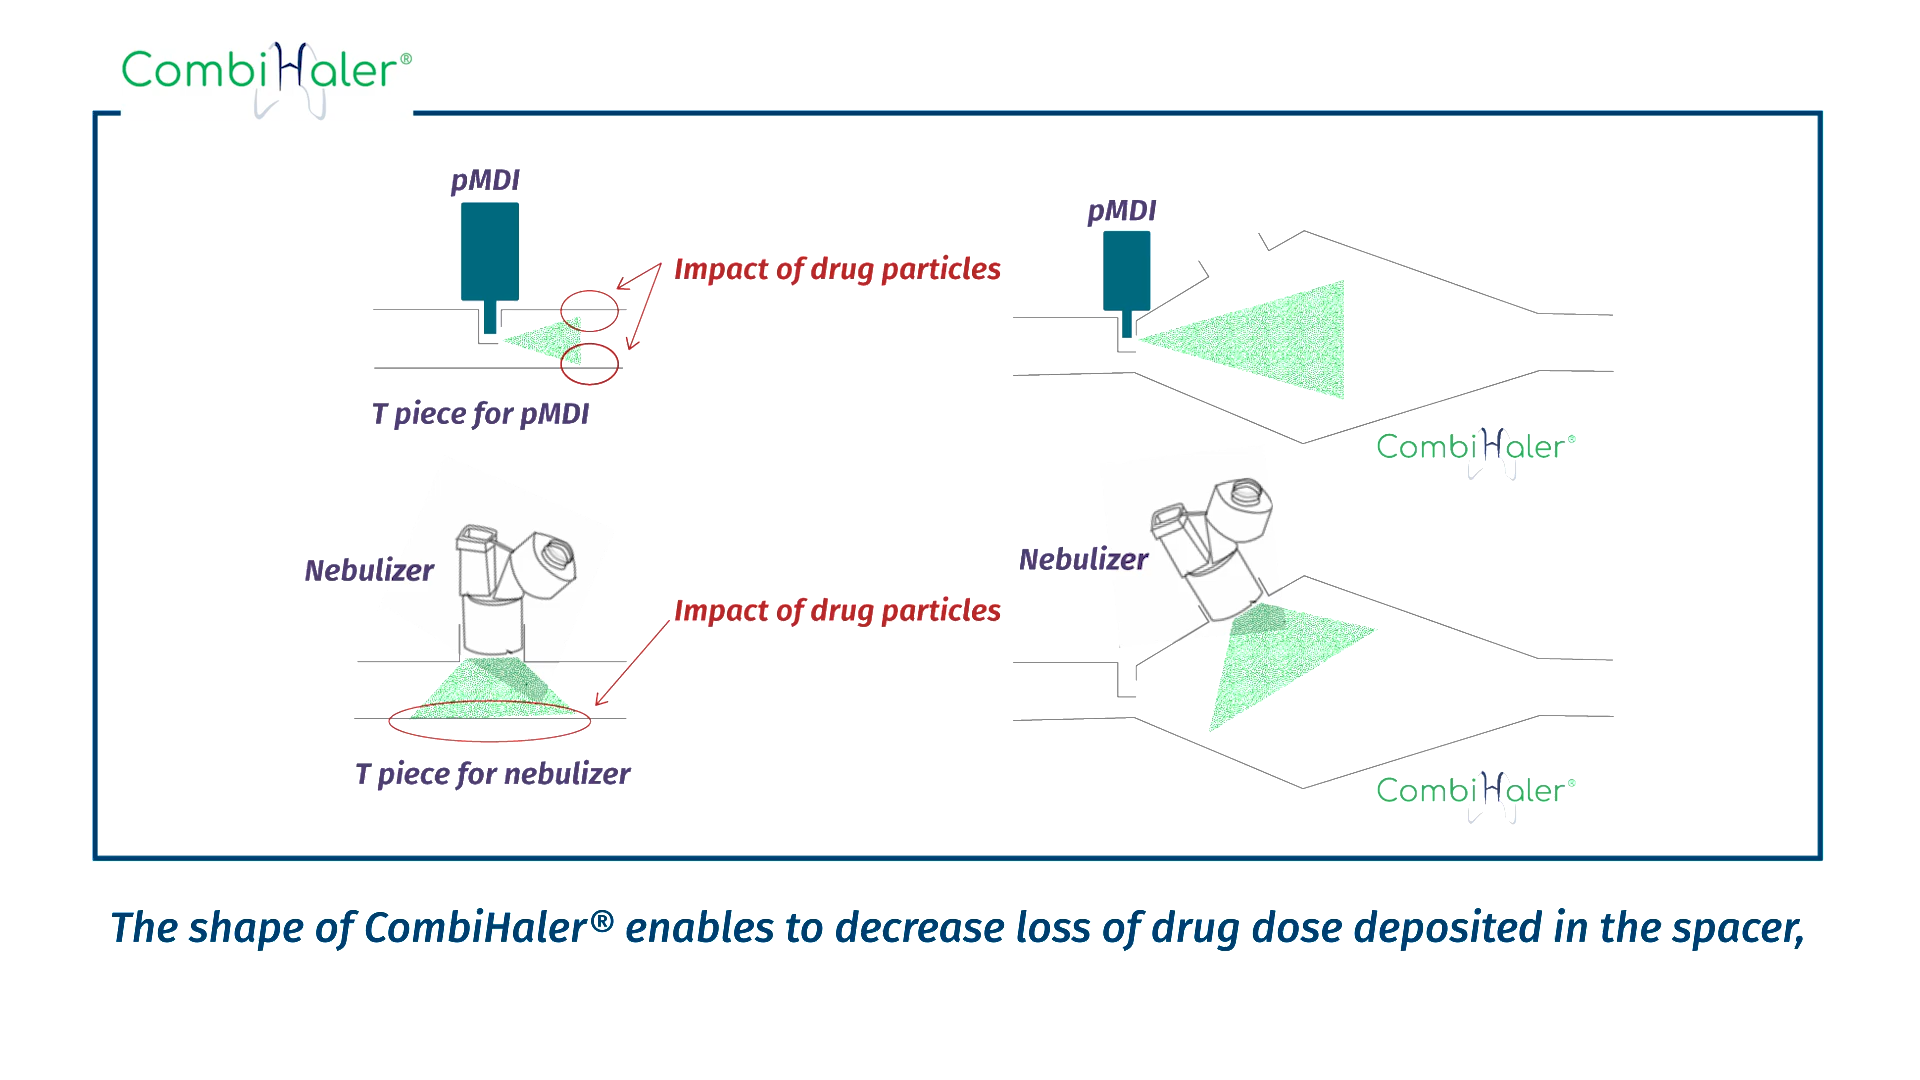 CombiHaler®
pMDI
pMDI
Impact of drug particles
T piece for pMDI
CombiHaler®
Nebulizer
Nebulizer
Impact of drug particles
T piece for nebulizer
CombiHaler®
The shape of CombiHaler® enables to decrease loss of drug dose deposited in the spacer,